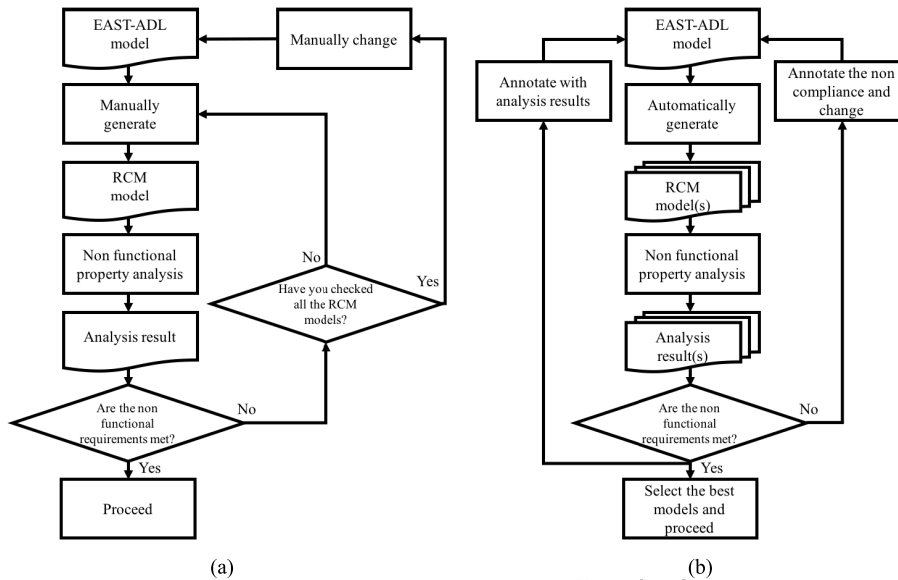 EAST-ADL
model
Manually change
Manually
generate
RCM
model
Non functional
property analysis
No
Yes
Have you checked
all the RCM
models?
Analysis result
Are the non
functional
requirements met?
No
Yes
Proceed
(a)
EAST-ADL
model
Annotate with
analysis results
Annotate the non
compliance and
change
Automatically
generate
RCM
model(s)
Non functional
property analysis
Analysis
result(s)
Are the non
functional
requirements met?
No
Yes
Select the best
models and
proceed
(b)